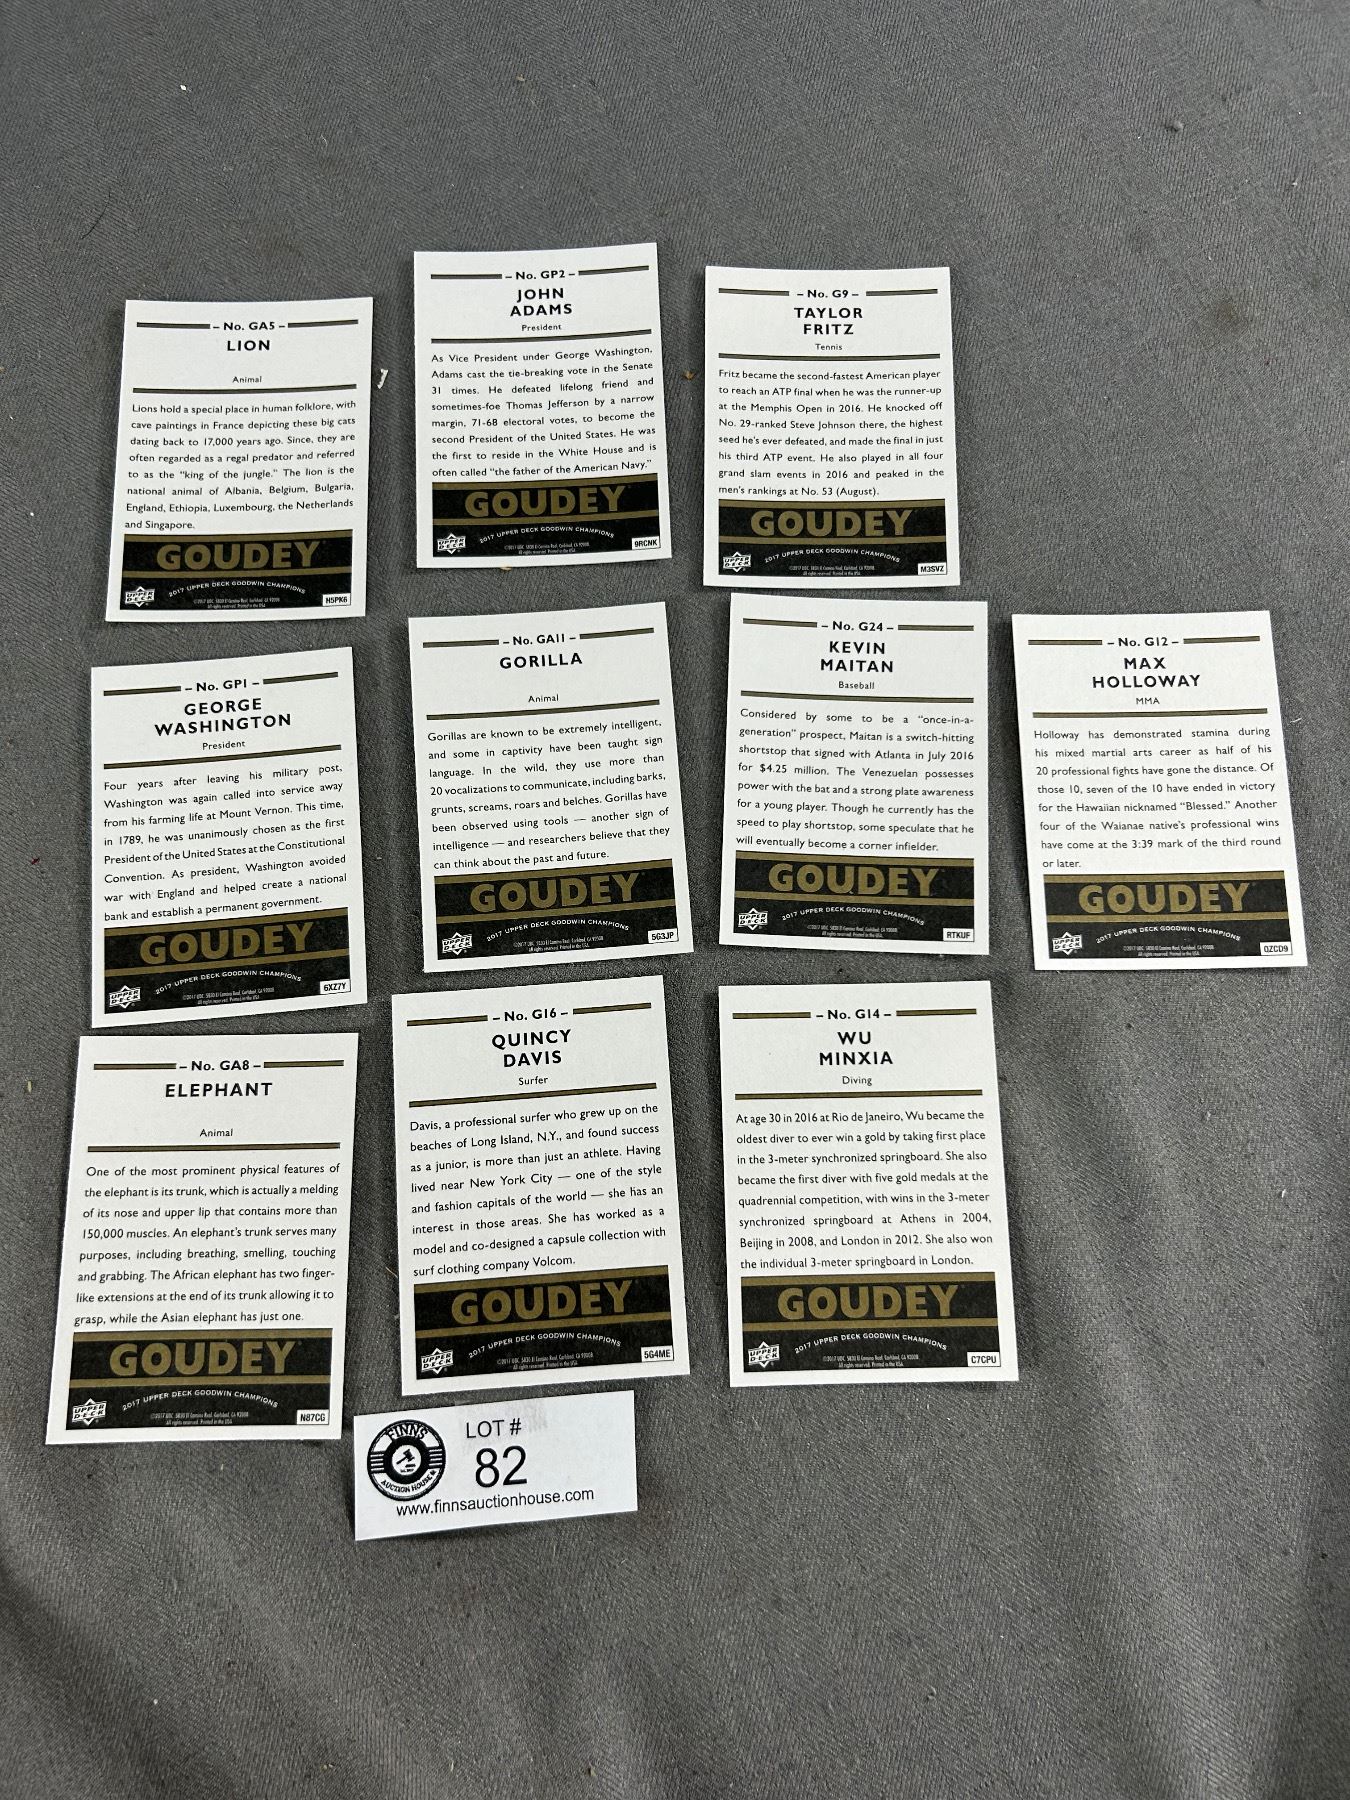 – No. GA5 –
LION
Animal
Lions hold a special place in human folklore, with
cave paintings in France depicting these big cats
dating back to 17,000 years ago. Since, they are
often regarded as a regal predator and referred
to as the “king of the jungle.” The lion is the
national animal of Albania, Belgium, Bulgaria,
England, Ethiopia, Luxembourg, the Netherlands
and Singapore.
GOUDEY
UPPER DECK
2017 UPPER DECK GOODWIN CHAMPIONS
H5PK6
– No. GP2 –
JOHN
ADAMS
President
As Vice President under George Washington,
Adams cast the tie-breaking vote in the Senate
31 times. He defeated lifelong friend and
sometimes-foe Thomas Jefferson by a narrow
margin, 71-68 electoral votes, to become the
second President of the United States. He was
the first to reside in the White House and is
often called “the father of the American Navy.”
GOUDEY
UPPER DECK
2017 UPPER DECK GOODWIN CHAMPIONS
9RCNK
– No. G9 –
TAYLOR
FRITZ
Tennis
Fritz became the second-fastest American player
to reach an ATP final when he was the runner-up
at the Memphis Open in 2016. He knocked off
No. 29-ranked Steve Johnson there, the highest
seed he's ever defeated, and made the final in just
his third ATP event. He also played in all four
grand slam events in 2016 and peaked in the
men's rankings at No. 53 (August).
GOUDEY
UPPER DECK
2017 UPPER DECK GOODWIN CHAMPIONS
M3SVZ
– No. GP1 –
GEORGE
WASHINGTON
President
Four years after leaving his military post,
Washington was again called into service away
from his farming life at Mount Vernon. This time,
in 1789, he was unanimously chosen as the first
President of the United States at the Constitutional
Convention. As president, Washington avoided
war with England and helped create a national
bank and establish a permanent government.
GOUDEY
UPPER DECK
2017 UPPER DECK GOODWIN CHAMPIONS
6XZ7Y
– No. GA11 –
GORILLA
Animal
Gorillas are known to be extremely intelligent,
and some in captivity have been taught sign
language. In the wild, they use more than
20 vocalizations to communicate, including barks,
grunts, screams, roars and belches. Gorillas have
been observed using tools — another sign of
intelligence — and researchers believe that they
can think about the past and future.
GOUDEY
UPPER DECK
2017 UPPER DECK GOODWIN CHAMPIONS
5G3JP
– No. G24 –
KEVIN
MAITAN
Baseball
Considered by some to be a “once-in-a-
generation” prospect, Maitan is a switch-hitting
shortstop that signed with Atlanta in July 2016
for $4.25 million. The Venezuelan possesses
power with the bat and a strong plate awareness
for a young player. Though he currently has the
speed to play shortstop, some speculate that he
will eventually become a corner infielder.
GOUDEY
UPPER DECK
2017 UPPER DECK GOODWIN CHAMPIONS
RTKUF
– No. G12 –
MAX
HOLLOWAY
MMA
Holloway has demonstrated stamina during
his mixed martial arts career as half of his
20 professional fights have gone the distance. Of
those 10, seven of the 10 have ended in victory
for the Hawaiian nicknamed “Blessed.” Another
four of the Waianae native's professional wins
have come at the 3:39 mark of the third round
or later.
GOUDEY
UPPER DECK
2017 UPPER DECK GOODWIN CHAMPIONS
QZCD9
– No. GA8 –
ELEPHANT
Animal
One of the most prominent physical features of
the elephant is its trunk, which is actually a melding
of its nose and upper lip that contains more than
150,000 muscles. An elephant's trunk serves many
purposes, including breathing, smelling, touching
and grabbing. The African elephant has two finger-
like extensions at the end of its trunk allowing it to
grasp, while the Asian elephant has just one.
GOUDEY
UPPER DECK
2017 UPPER DECK GOODWIN CHAMPIONS
N87CG
– No. G16 –
QUINCY
DAVIS
Surfer
Davis, a professional surfer who grew up on the
beaches of Long Island, N.Y., and found success
as a junior, is more than just an athlete. Having
lived near New York City — one of the style
and fashion capitals of the world — she has an
interest in those areas. She has worked as a
model and co-designed a capsule collection with
surf clothing company Volcom.
GOUDEY
UPPER DECK
2017 UPPER DECK GOODWIN CHAMPIONS
5G4ME
– No. G14 –
WU
MINXIA
Diving
At age 30 in 2016 at Rio de Janeiro, Wu became the
oldest diver to ever win a gold by taking first place
in the 3-meter synchronized springboard. She also
became the first diver with five gold medals at the
quadrennial competition, with wins in the 3-meter
synchronized springboard at Athens in 2004,
Beijing in 2008, and London in 2012. She also won
the individual 3-meter springboard in London.
GOUDEY
UPPER DECK
2017 UPPER DECK GOODWIN CHAMPIONS
C7CPU
FINNS
AUCTION HOUSE
LOT #
82
www.finnsauctionhouse.com